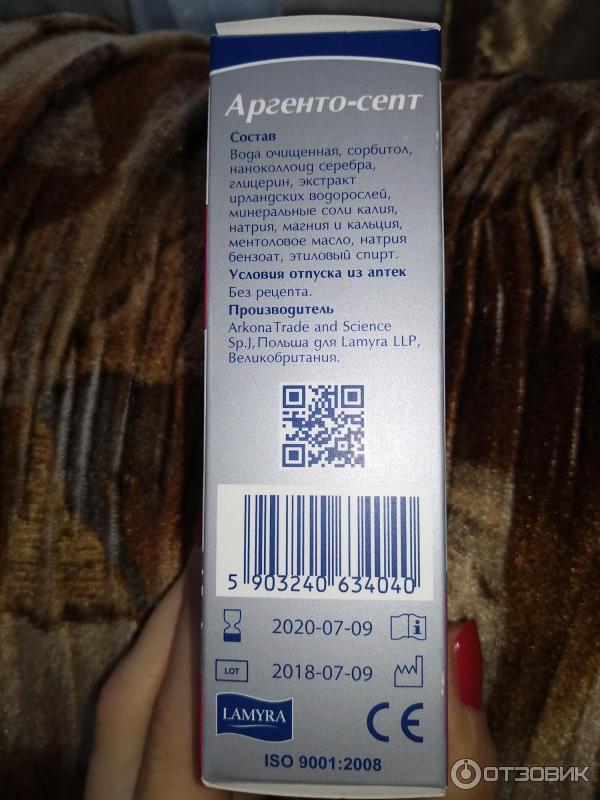 Аргенто-септ
Состав
Вода очищенная, сорбитол,
наноколлоид серебра,
глицерин, экстракт
ирландских водорослей,
минеральные соли калия,
натрия, магния и кальция,
ментоловое масло, натрия
бензоат, этиловый спирт.
Условия отпуска из аптек
Без рецепта.
Производитель
Arkona Trade and Science
Sp.J, Польша для Lamyra LLP,
Великобритания.
5 903240 634040
2020-07-09
LOT 2018-07-09
LAMYRA
CE
ISO 9001:2008
ОТЗОВИК